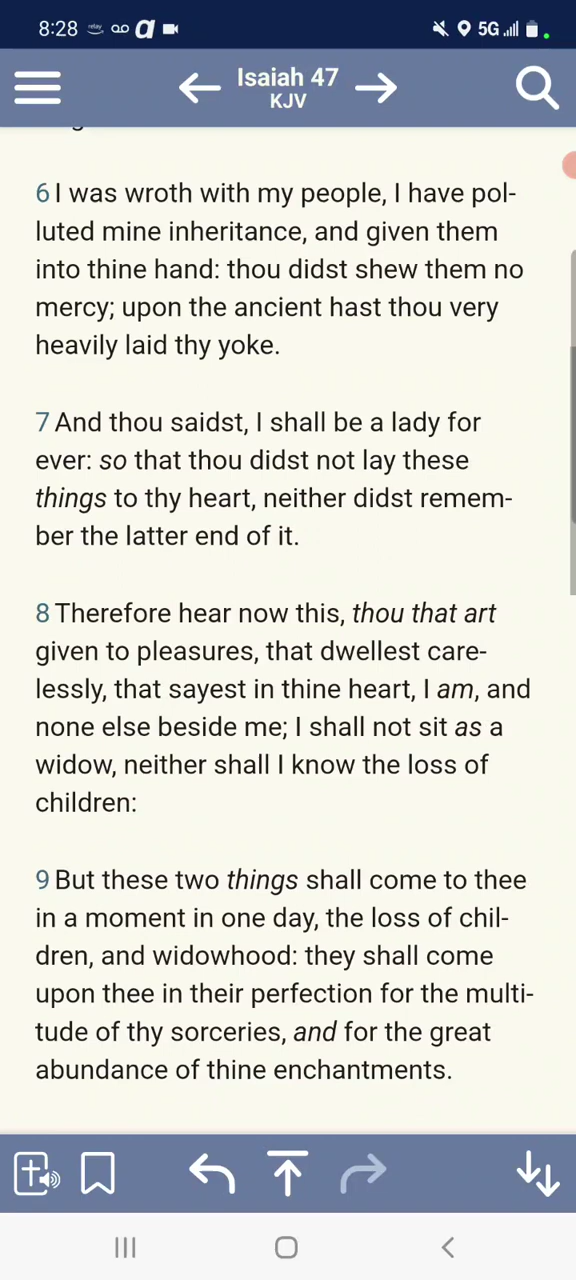 8:28 relay a 5G
Isaiah 47
KJV
6 I was wroth with my people, I have pol-
luted mine inheritance, and given them
into thine hand: thou didst shew them no
mercy; upon the ancient hast thou very
heavily laid thy yoke.
7 And thou saidst, I shall be a lady for
ever: so that thou didst not lay these
things to thy heart, neither didst remem-
ber the latter end of it.
8 Therefore hear now this, thou that art
given to pleasures, that dwellest care-
lessly, that sayest in thine heart, I am, and
none else beside me; I shall not sit as a
widow, neither shall I know the loss of
children:
9 But these two things shall come to thee
in a moment in one day, the loss of chil-
dren, and widowhood: they shall come
upon thee in their perfection for the multi-
tude of thy sorceries, and for the great
abundance of thine enchantments.